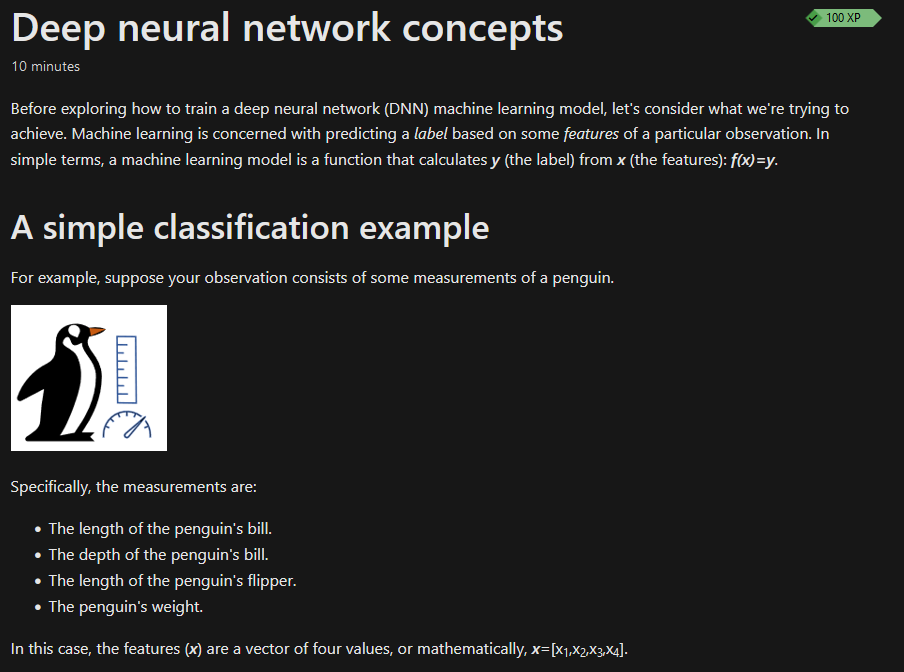 Deep neural network concepts
100 XP
10 minutes
Before exploring how to train a deep neural network (DNN) machine learning model, let's consider what we're trying to
achieve. Machine learning is concerned with predicting a label based on some features of a particular observation. In
simple terms, a machine learning model is a function that calculates y (the label) from x (the features): f(x)=y.
A simple classification example
For example, suppose your observation consists of some measurements of a penguin.
Specifically, the measurements are:
• The length of the penguin's bill.
• The depth of the penguin's bill.
• The length of the penguin's flipper.
• The penguin's weight.
In this case, the features (x) are a vector of four values, or mathematically, x=[x₁,x₂,x₃,x₄].